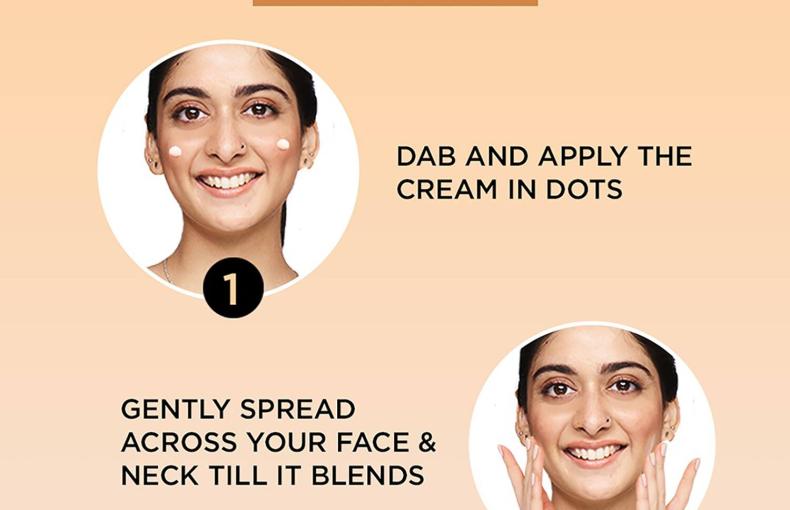 DAB AND APPLY THE
CREAM IN DOTS
1
GENTLY SPREAD
ACROSS YOUR FACE &
NECK TILL IT BLENDS